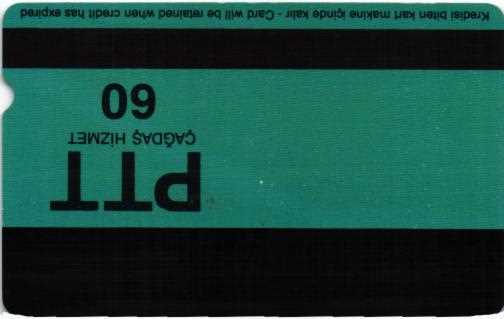 PTT
ÇAĞDAŞ HİZMET
60
Kredisi biten kart makine içinde kalır - Card will be retained when credit has expired